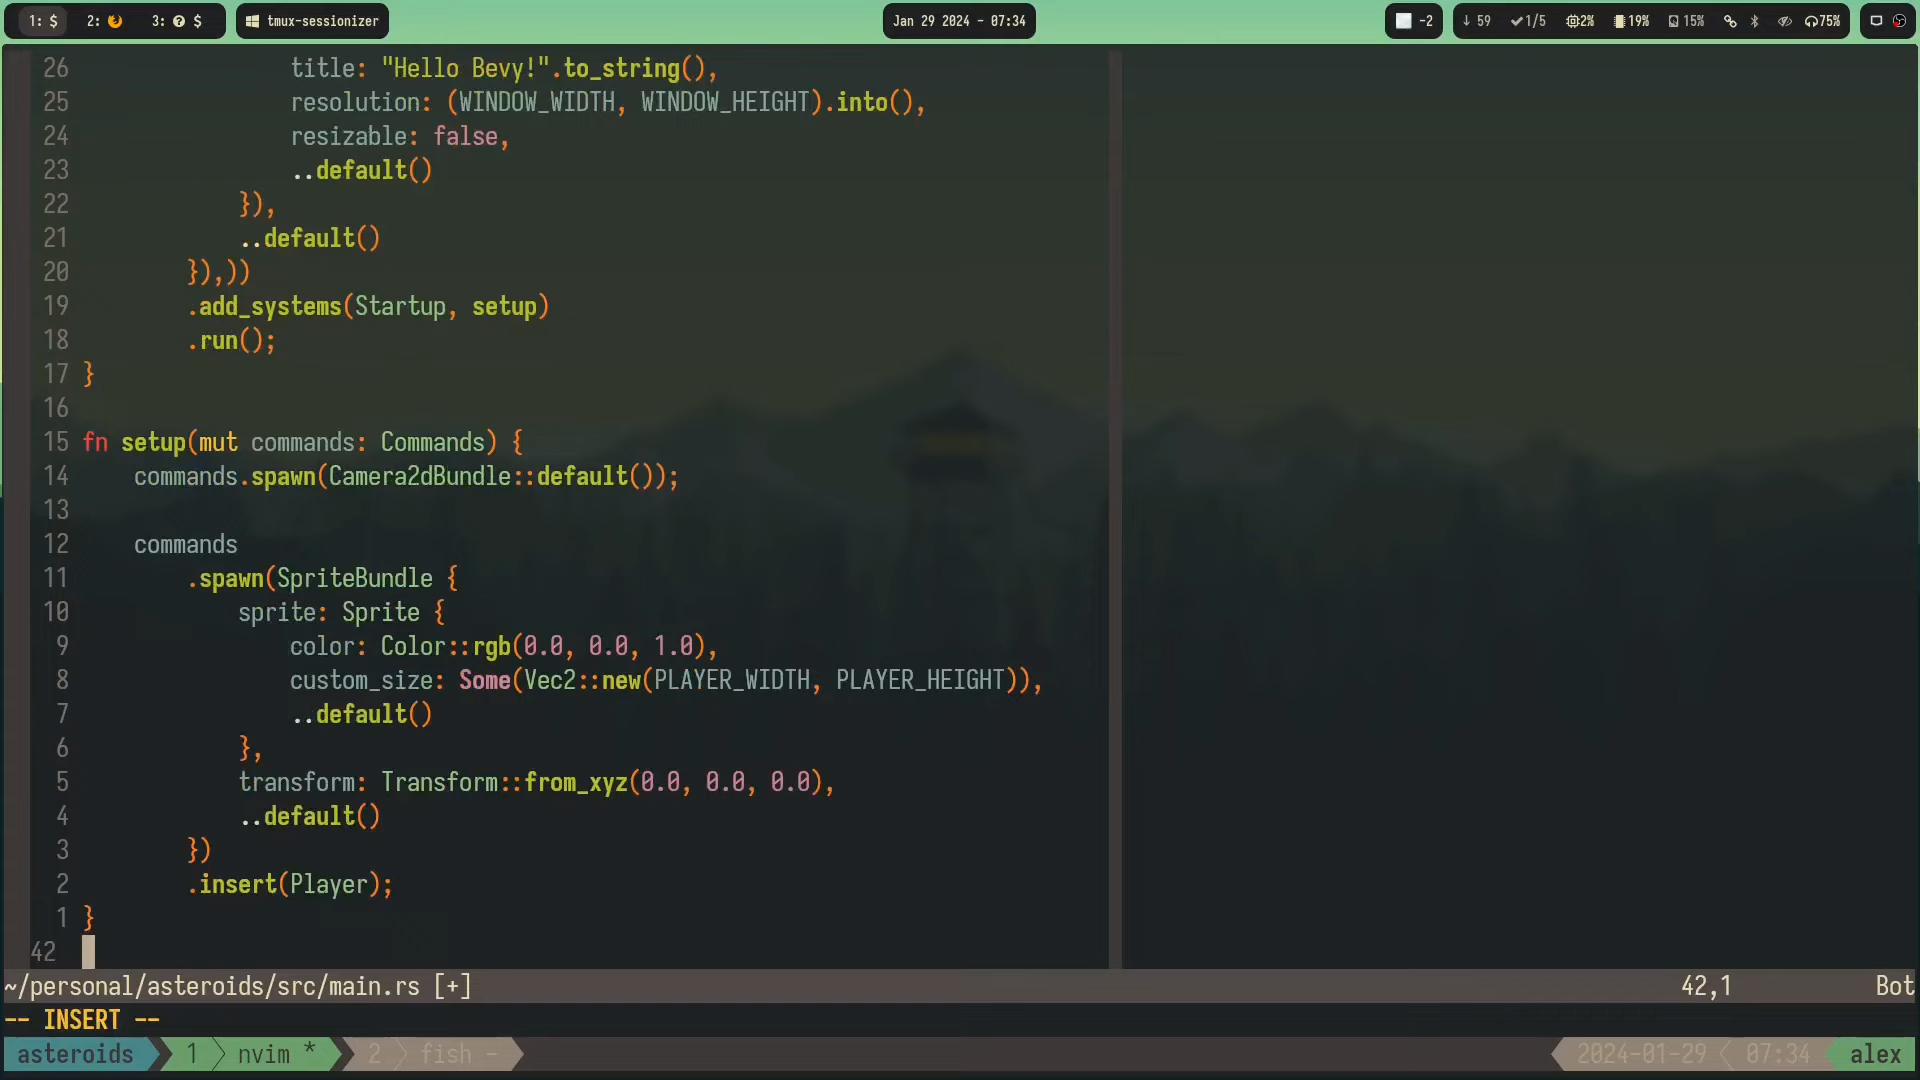 1: $ 2: 3: $ tmux-sessionizer Jan 29 2024 - 07:34 -2 ↓ 59 1/5 2% 19% 15% 75%
26 title: "Hello Bevy!".to_string(),
25 resolution: (WINDOW_WIDTH, WINDOW_HEIGHT).into(),
24 resizable: false,
23 ..default()
22 }),
21 ..default()
20 }),))
19 .add_systems(Startup, setup)
18 .run();
17 }
16
15 fn setup(mut commands: Commands) {
14 commands.spawn(Camera2dBundle::default());
13
12 commands
11 .spawn(SpriteBundle {
10 sprite: Sprite {
9 color: Color::rgb(0.0, 0.0, 1.0),
8 custom_size: Some(Vec2::new(PLAYER_WIDTH, PLAYER_HEIGHT)),
7 ..default()
6 },
5 transform: Transform::from_xyz(0.0, 0.0, 0.0),
4 ..default()
3 })
2 .insert(Player);
1 }
42
~/personal/asteroids/src/main.rs [+] 42,1 Bot
-- INSERT --
asteroids 1 nvim * 2 fish - 2024-01-29 07:34 alex